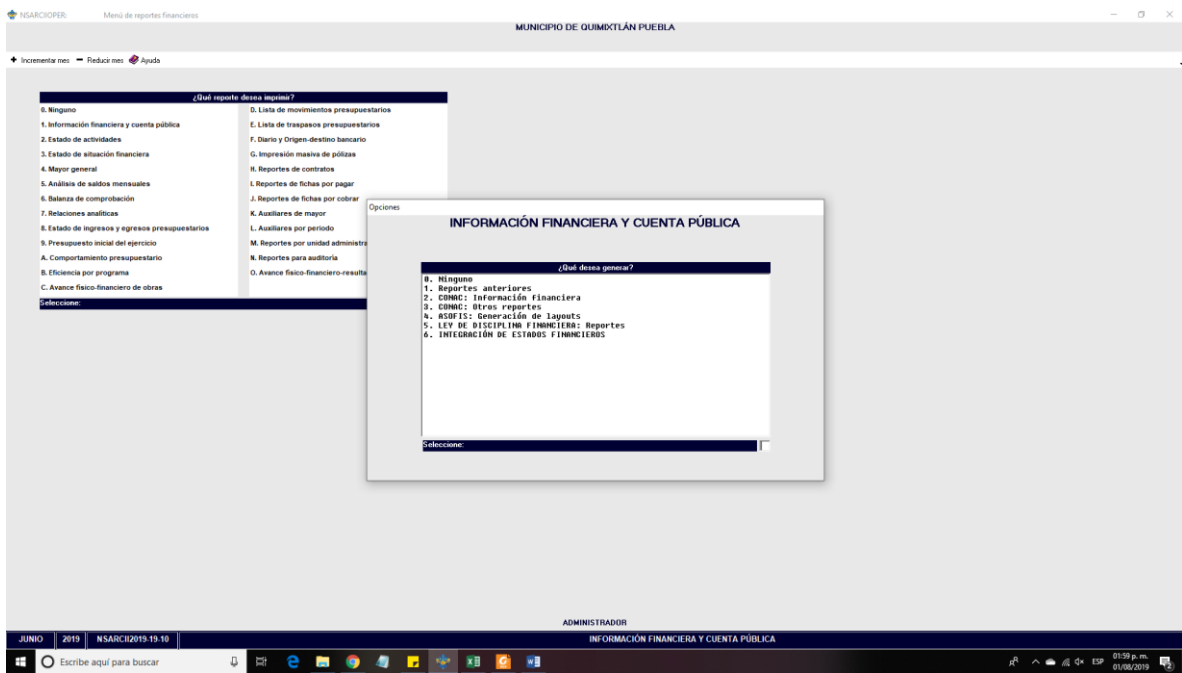 NSARCIIOPER: Menú de reportes financieros
MUNICIPIO DE QUIMIXTLÁN PUEBLA
Incrementar mes Reducir mes Ayuda
¿Qué reporte desea imprimir?
0. Ninguno
1. Información financiera y cuenta pública
2. Estado de actividades
3. Estado de situación financiera
4. Mayor general
5. Análisis de saldos mensuales
6. Balanza de comprobación
7. Relaciones analíticas
8. Estado de ingresos y egresos presupuestarios
9. Presupuesto inicial del ejercicio
A. Comportamiento presupuestario
B. Eficiencia por programa
C. Avance físico-financiero de obras
D. Lista de movimientos presupuestarios
E. Lista de traspasos presupuestarios
F. Diario y Origen-destino bancario
G. Impresión masiva de pólizas
H. Reportes de contratos
I. Reportes de fichas por pagar
J. Reportes de fichas por cobrar
K. Auxiliares de mayor
L. Auxiliares por periodo
M. Reportes por unidad administra
N. Reportes para auditoría
O. Avance físico-financiero-resulta
Seleccione:
Opciones
INFORMACIÓN FINANCIERA Y CUENTA PÚBLICA
¿Qué desea generar?
0. Ninguno
1. Reportes anteriores
2. CONAC: Información financiera
3. CONAC: Otros reportes
4. ASOFIS: Generación de layouts
5. LEY DE DISCIPLINA FINANCIERA: Reportes
6. INTEGRACIÓN DE ESTADOS FINANCIEROS
Seleccione:
ADMINISTRADOR
JUNIO 2019 NSARCII2019-19-10 INFORMACIÓN FINANCIERA Y CUENTA PÚBLICA
Escribe aquí para buscar
ESP
01:59 p. m.
01/08/2019